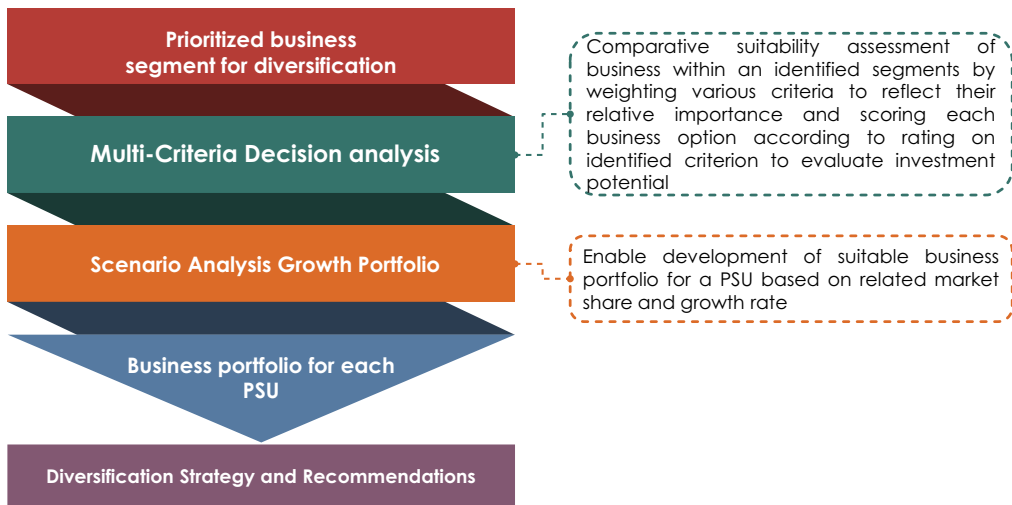 Prioritized business
segment for diversification
Multi-Criteria Decision analysis
Comparative suitability assessment of
business within an identified segments by
weighting various criteria to reflect their
relative importance and scoring each
business option according to rating on
identified criterion to evaluate investment
potential
Scenario Analysis Growth Portfolio
Enable development of suitable business
portfolio for a PSU based on related market
share and growth rate
Business portfolio for each
PSU
Diversification Strategy and Recommendations